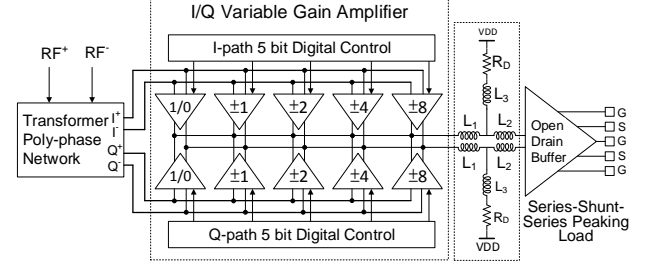 I/Q Variable Gain Amplifier
I-path 5 bit Digital Control
RF+ RF-
Transformer
Poly-phase
Network
I+
I-
Q+
Q-
1/0 ±1 ±2 ±4 ±8
1/0 ±1 ±2 ±4 ±8
Q-path 5 bit Digital Control
VDD
RD
L3
L1 L2
L1 L2
L3
RD
VDD
Open
Drain
Buffer
G
S
G
S
G
Series-Shunt-
Series Peaking
Load